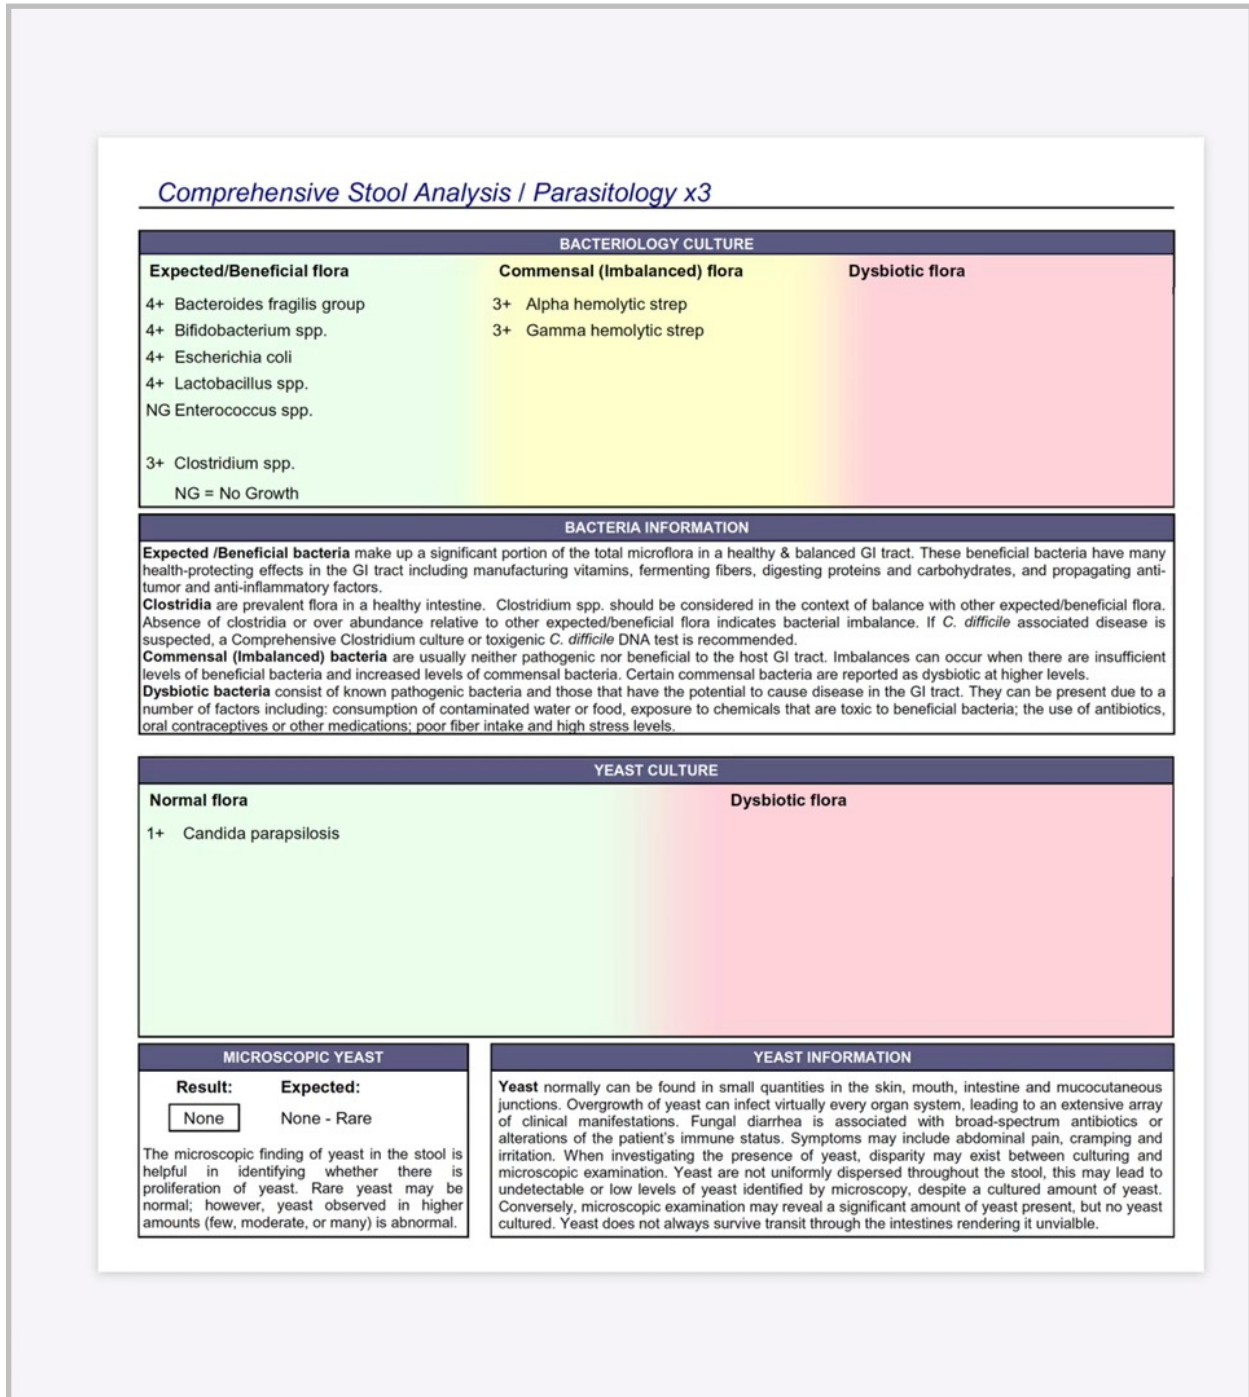 Comprehensive Stool Analysis / Parasitology x3
BACTERIOLOGY CULTURE
Expected/Beneficial flora
4+ Bacteroides fragilis group
4+ Bifidobacterium spp.
4+ Escherichia coli
4+ Lactobacillus spp.
NG Enterococcus spp.
3+ Clostridium spp.
NG = No Growth
Commensal (Imbalanced) flora
3+ Alpha hemolytic strep
3+ Gamma hemolytic strep
Dysbiotic flora
BACTERIA INFORMATION
Expected /Beneficial bacteria make up a significant portion of the total microflora in a healthy & balanced GI tract. These beneficial bacteria have many
health-protecting effects in the GI tract including manufacturing vitamins, fermenting fibers, digesting proteins and carbohydrates, and propagating anti-
tumor and anti-inflammatory factors.
Clostridia are prevalent flora in a healthy intestine. Clostridium spp. should be considered in the context of balance with other expected/beneficial flora.
Absence of clostridia or over abundance relative to other expected/beneficial flora indicates bacterial imbalance. If C. difficile associated disease is
suspected, a Comprehensive Clostridium culture or toxigenic C. difficile DNA test is recommended.
Commensal (Imbalanced) bacteria are usually neither pathogenic nor beneficial to the host GI tract. Imbalances can occur when there are insufficient
levels of beneficial bacteria and increased levels of commensal bacteria. Certain commensal bacteria are reported as dysbiotic at higher levels.
Dysbiotic bacteria consist of known pathogenic bacteria and those that have the potential to cause disease in the GI tract. They can be present due to a
number of factors including: consumption of contaminated water or food, exposure to chemicals that are toxic to beneficial bacteria; the use of antibiotics,
oral contraceptives or other medications; poor fiber intake and high stress levels.
YEAST CULTURE
Normal flora
1+ Candida parapsilosis
Dysbiotic flora
MICROSCOPIC YEAST
Result: Expected:
None None - Rare
The microscopic finding of yeast in the stool is
helpful in identifying whether there is
proliferation of yeast. Rare yeast may be
normal; however, yeast observed in higher
amounts (few, moderate, or many) is abnormal.
YEAST INFORMATION
Yeast normally can be found in small quantities in the skin, mouth, intestine and mucocutaneous
junctions. Overgrowth of yeast can infect virtually every organ system, leading to an extensive array
of clinical manifestations. Fungal diarrhea is associated with broad-spectrum antibiotics or
alterations of the patient's immune status. Symptoms may include abdominal pain, cramping and
irritation. When investigating the presence of yeast, disparity may exist between culturing and
microscopic examination. Yeast are not uniformly dispersed throughout the stool, this may lead to
undetectable or low levels of yeast identified by microscopy, despite a cultured amount of yeast.
Conversely, microscopic examination may reveal a significant amount of yeast present, but no yeast
cultured. Yeast does not always survive transit through the intestines rendering it unvialble.